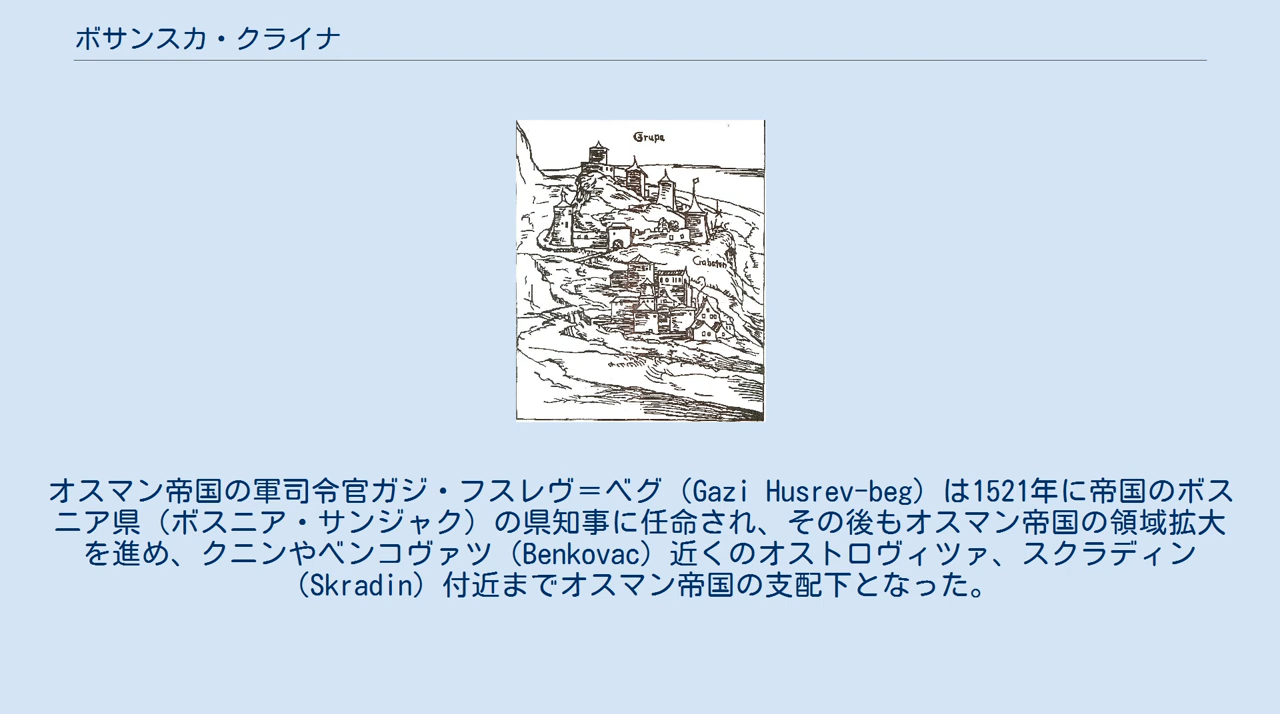 ボサンスカ・クライナ
Grupa
Gabaton
オスマン帝国の軍司令官ガジ・フスレヴ＝ベグ（Gazi Husrev-beg）は1521年に帝国のボス
ニア県（ボスニア・サンジャク）の県知事に任命され、その後もオスマン帝国の領域拡大
を進め、クニンやベンコヴァツ（Benkovac）近くのオストロヴィツァ、スクラディン
（Skradin）付近までオスマン帝国の支配下となった。